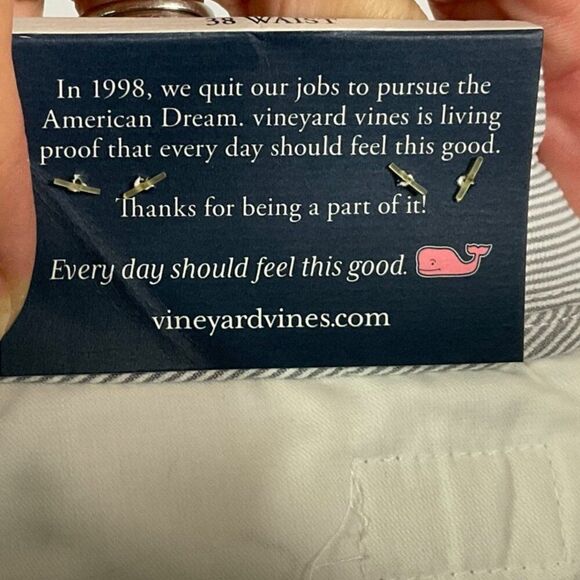 38 WAIST
In 1998, we quit our jobs to pursue the
American Dream. vineyard vines is living
proof that every day should feel this good.
Thanks for being a part of it!
Every day should feel this good.
vineyardvines.com